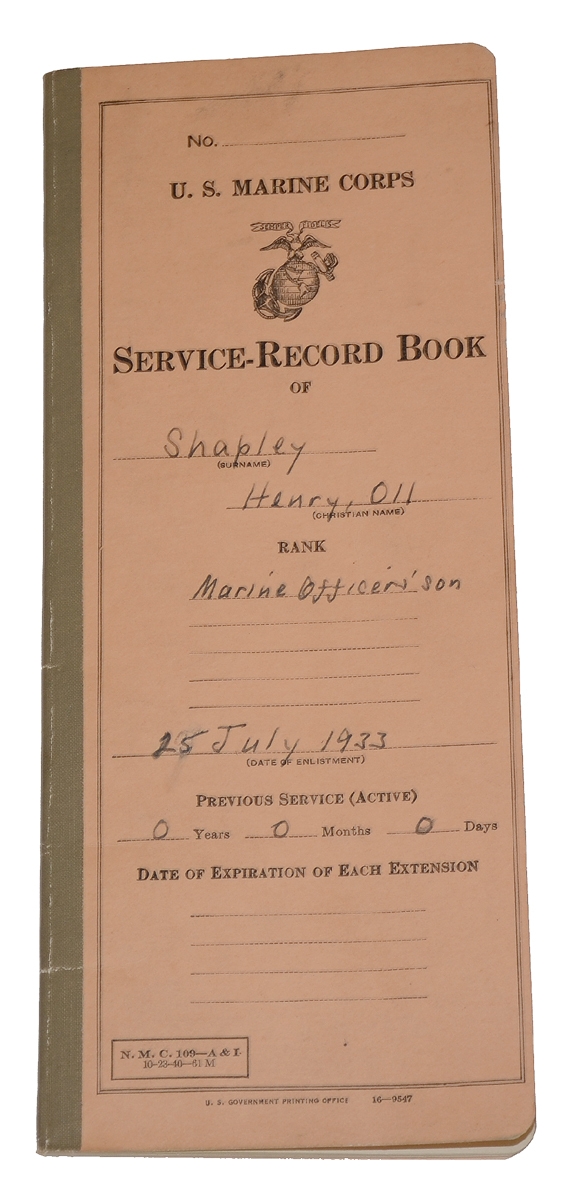 No.
U. S. MARINE CORPS
SEMPER FIDELIS
SERVICE-RECORD BOOK
OF
Shapley
(SURNAME)
Henry, Oll
(CHRISTIAN NAME)
RANK
Marine Officers' son
25 July 1933
(DATE OF ENLISTMENT)
PREVIOUS SERVICE (ACTIVE)
0 Years 0 Months 0 Days
DATE OF EXPIRATION OF EACH EXTENSION
N. M. C. 109—A & I
10-23-40—61 M
U. S. GOVERNMENT PRINTING OFFICE 16—9547